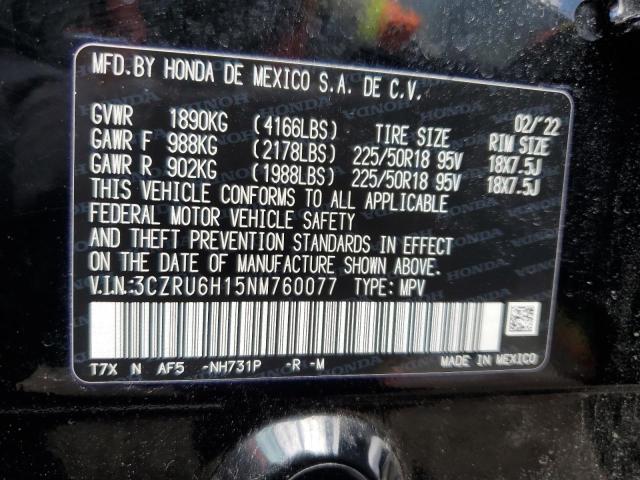 MFD.BY HONDA DE MEXICO S.A. DE C.V.
02/'22
GVWR 1890KG (4166LBS) TIRE SIZE RIM SIZE
GAWR F 988KG (2178LBS) 225/50R18 95V 18X7.5J
GAWR R 902KG (1988LBS) 225/50R18 95V 18X7.5J
THIS VEHICLE CONFORMS TO ALL APPLICABLE
FEDERAL MOTOR VEHICLE SAFETY
AND THEFT PREVENTION STANDARDS IN EFFECT
ON THE DATE OF MANUFACTURE SHOWN ABOVE.
V.I.N.:3CZRU6H15NM760077 TYPE: MPV
T7X N AF5 -NH731P -R -M MADE IN MEXICO